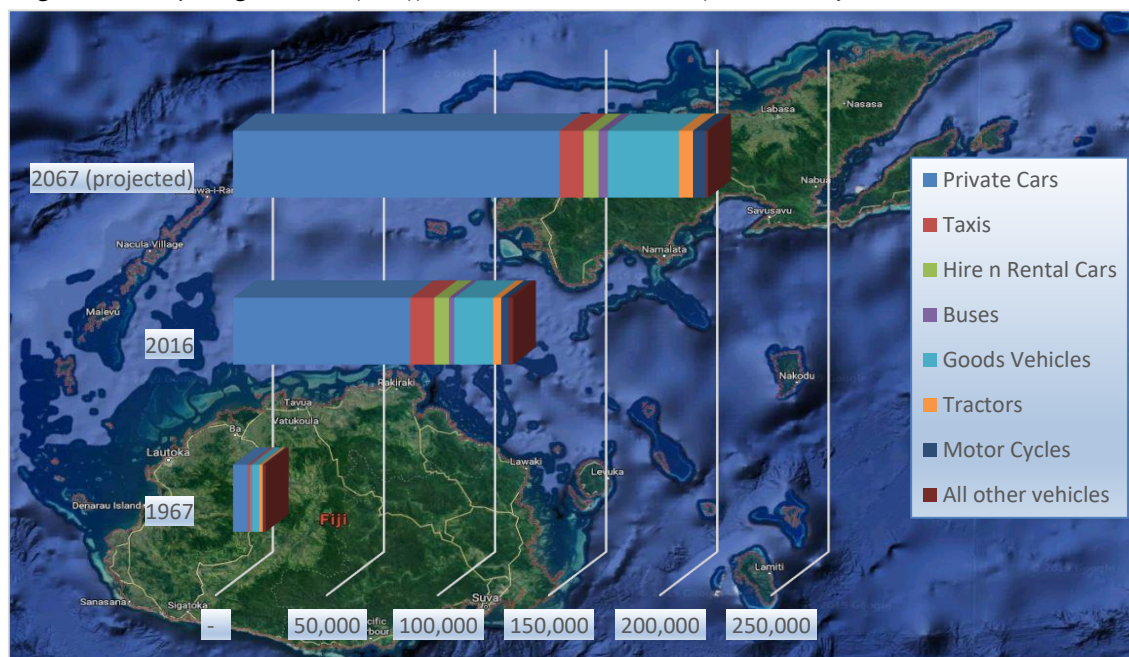 2067 (projected)
2016
1967
-
50,000
100,000
150,000
200,000
250,000
Private Cars
Taxis
Hire n Rental Cars
Buses
Goods Vehicles
Tractors
Motor Cycles
All other vehicles
Labasa
Nasasa
Nabua
Savusavu
Namalata
Nacula Village
Malevu
Rakiraki
Tavua
Vatukoula
Ba
Lautoka
Denarau Island
Lawaki
Levuka
Nakodu
Fiji
Lamiti
Sanasana
Sigatoka
Suva